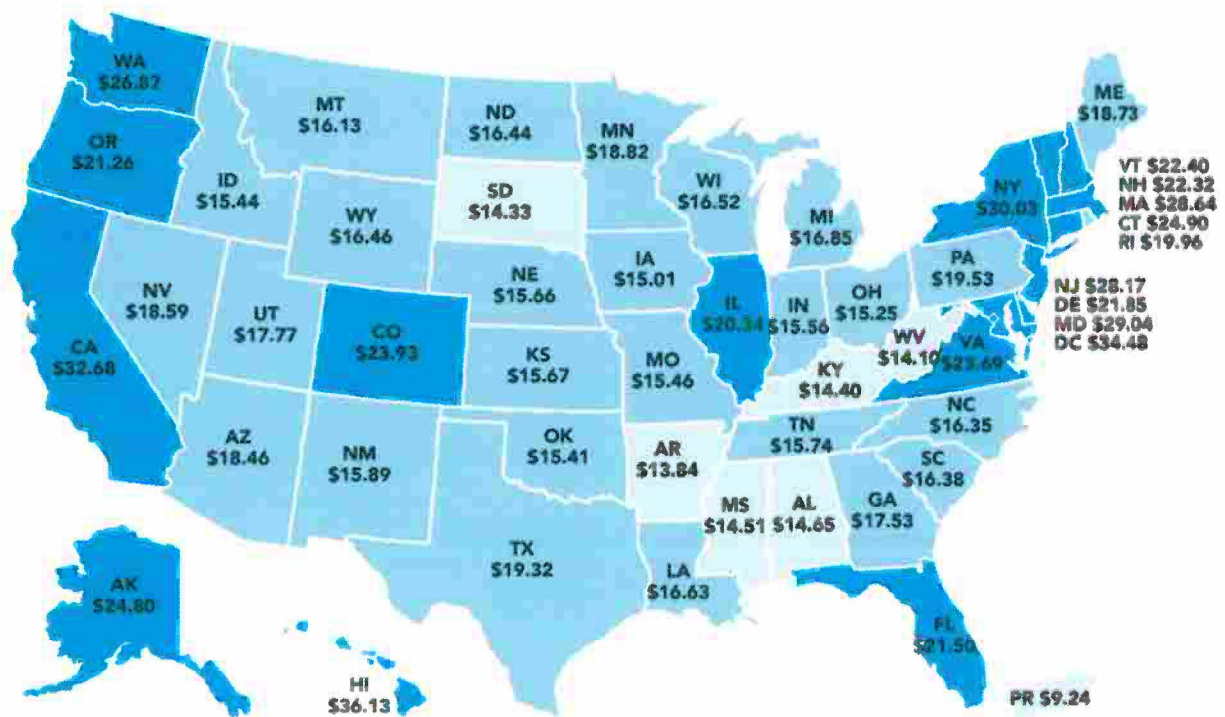 WA
$26.87
OR
$21.26
CA
$32.68
ID
$15.44
NV
$18.59
MT
$16.13
WY
$16.46
UT
$17.77
CO
$23.93
AZ
$18.46
NM
$15.89
ND
$16.44
SD
$14.33
NE
$15.66
KS
$15.67
OK
$15.41
TX
$19.32
MN
$18.82
IA
$15.01
MO
$15.46
AR
$13.84
LA
$16.63
WI
$16.52
IL
$20.34
MI
$16.85
IN
$15.56
OH
$15.25
KY
$14.40
WV
$14.10
TN
$15.74
MS
$14.51
AL
$14.65
GA
$17.53
FL
$21.50
SC
$16.38
NC
$16.35
VA
$23.69
PA
$19.53
NY
$30.03
ME
$18.73
VT $22.40
NH $22.32
MA $28.64
CT $24.90
RI $19.96
NJ $28.17
DE $21.85
MD $29.04
DC $34.48
AK
$24.80
HI
$36.13
PR $9.24